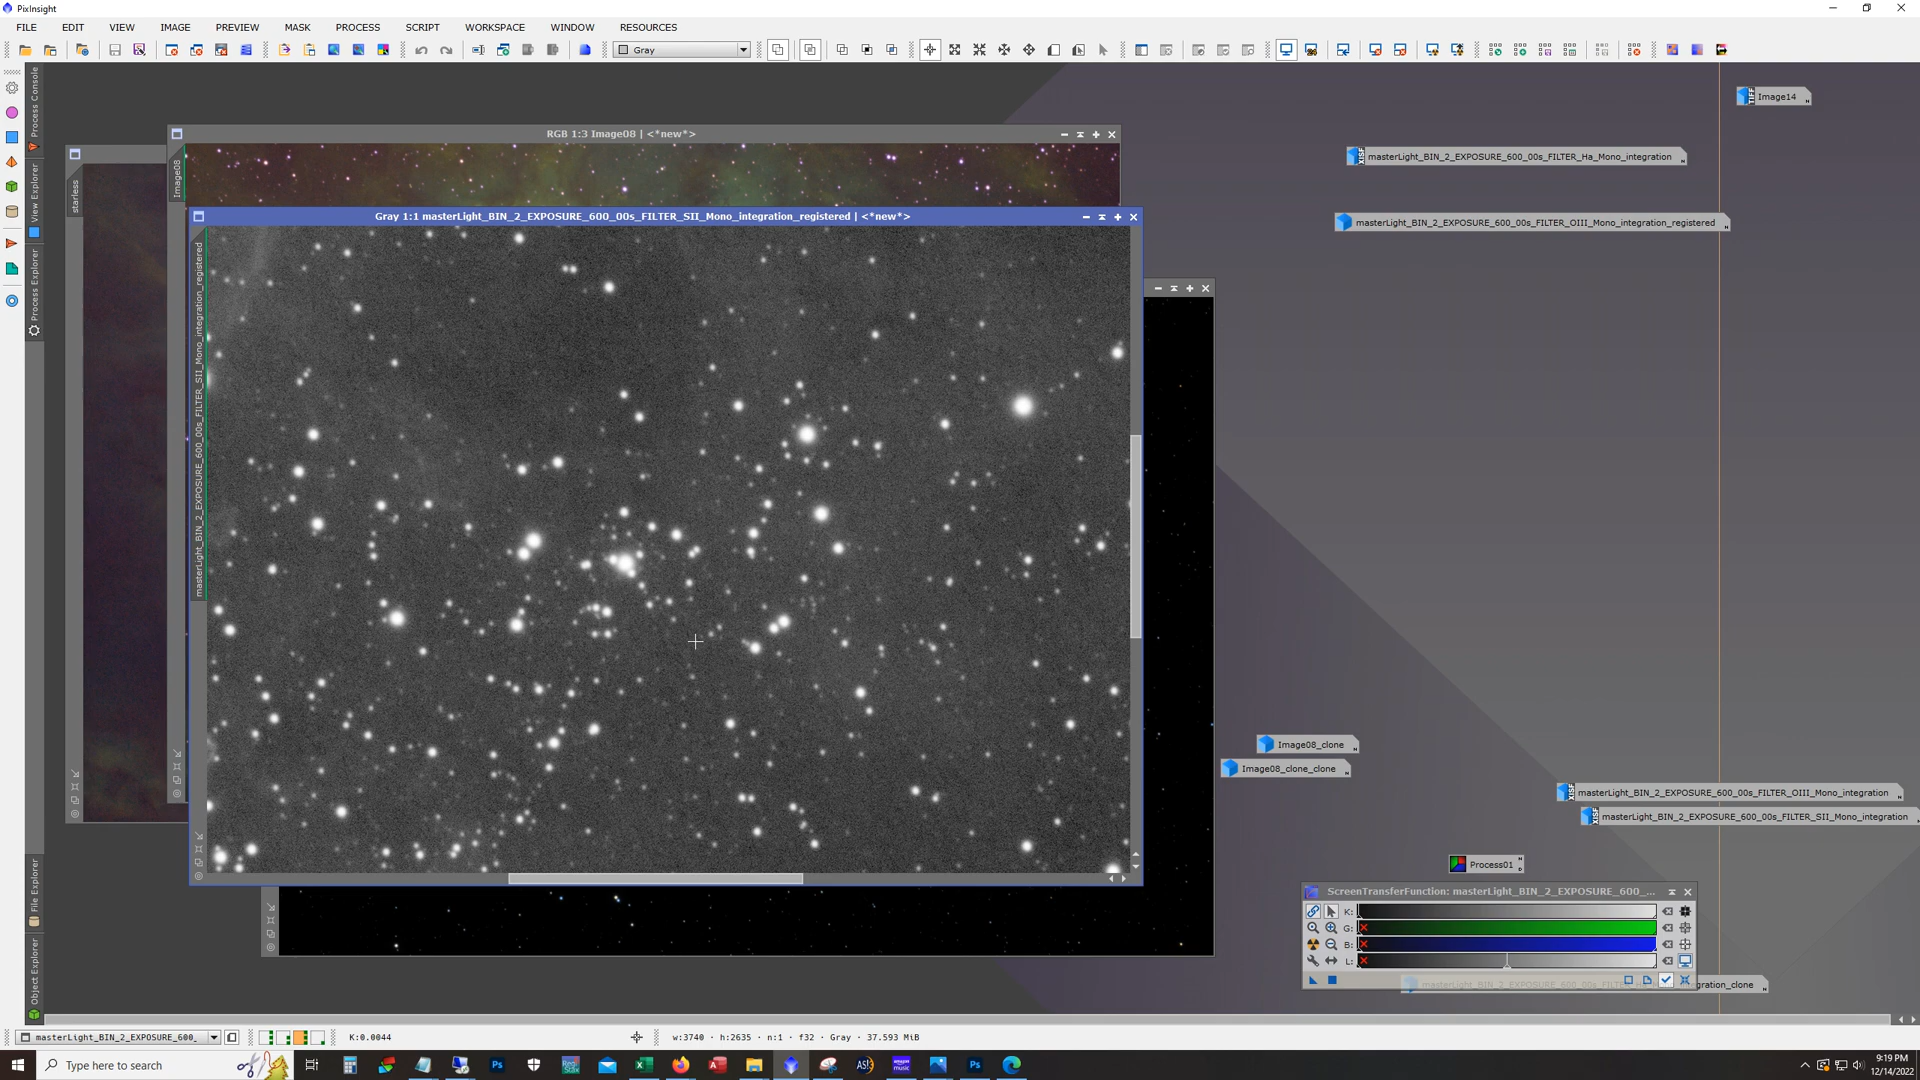 PixInsight
FILE EDIT VIEW IMAGE PREVIEW MASK PROCESS SCRIPT WORKSPACE WINDOW RESOURCES
Gray
Process Console
View Explorer
Process Explorer
File Explorer
Object Explorer
starless
RGB 1:3 Image08 | <*new*>
Image08
Gray 1:1 masterLight_BIN_2_EXPOSURE_600_00s_FILTER_SII_Mono_integration_registered | <*new*>
masterLight_BIN_2_EXPOSURE_600_00s_FILTER_SII_Mono_integration_registered
Image14
masterLight_BIN_2_EXPOSURE_600_00s_FILTER_Ha_Mono_integration
masterLight_BIN_2_EXPOSURE_600_00s_FILTER_OIII_Mono_integration_registered
Image08_clone
Image08_clone_clone
masterLight_BIN_2_EXPOSURE_600_00s_FILTER_OIII_Mono_integration
masterLight_BIN_2_EXPOSURE_600_00s_FILTER_SII_Mono_integration
Process01
ScreenTransferFunction: masterLight_BIN_2_EXPOSURE_600_...
K:
G:
B:
L:
gration_clone
masterLight_BIN_2_EXPOSURE_600_
K:0.0044
w:3740 · h:2635 · n:1 · f32 · Gray · 37.593 MiB
Type here to search
9:19 PM
12/14/2022